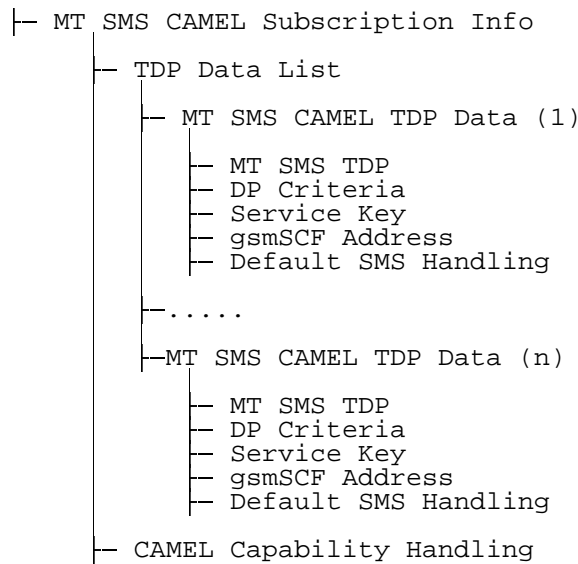 MT SMS CAMEL Subscription Info
TDP Data List
MT SMS CAMEL TDP Data (1)
MT SMS TDP
DP Criteria
Service Key
gsmSCF Address
Default SMS Handling
.....
MT SMS CAMEL TDP Data (n)
MT SMS TDP
DP Criteria
Service Key
gsmSCF Address
Default SMS Handling
CAMEL Capability Handling